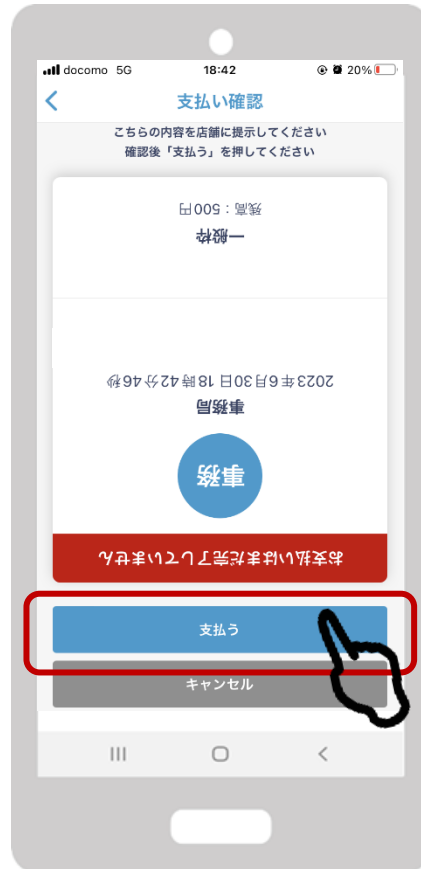 docomo 5G 18:42 20%
支払い確認
こちらの内容を店舗に提示してください
確認後「支払う」を押してください
お支払いはまだ完了していません
事務
事務局
2023年6月30日 18時42分46秒
一般枠
残高：500円
支払う
キャンセル